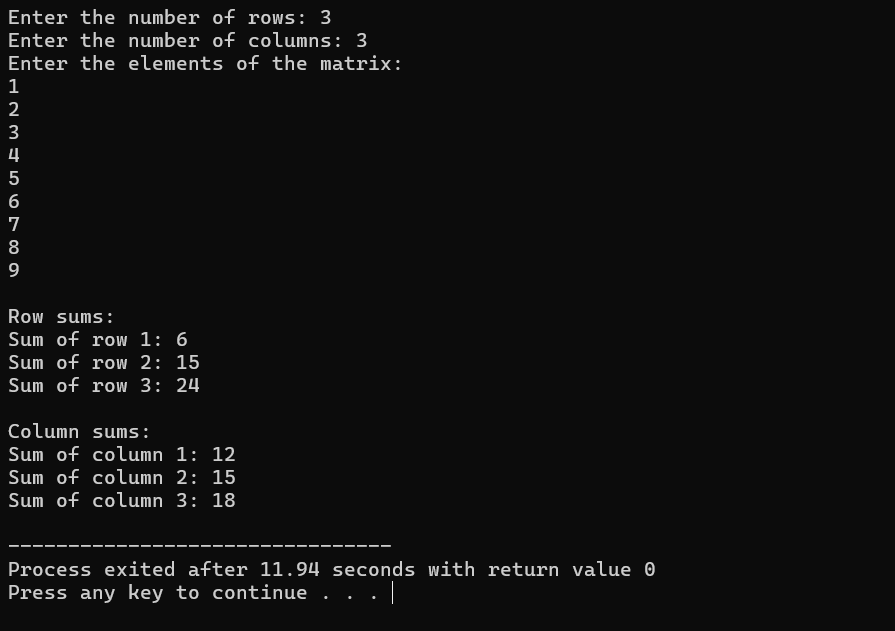 Enter the number of rows: 3
Enter the number of columns: 3
Enter the elements of the matrix:
1
2
3
4
5
6
7
8
9
Row sums:
Sum of row 1: 6
Sum of row 2: 15
Sum of row 3: 24
Column sums:
Sum of column 1: 12
Sum of column 2: 15
Sum of column 3: 18
--------------------------------
Process exited after 11.94 seconds with return value 0
Press any key to continue . . .